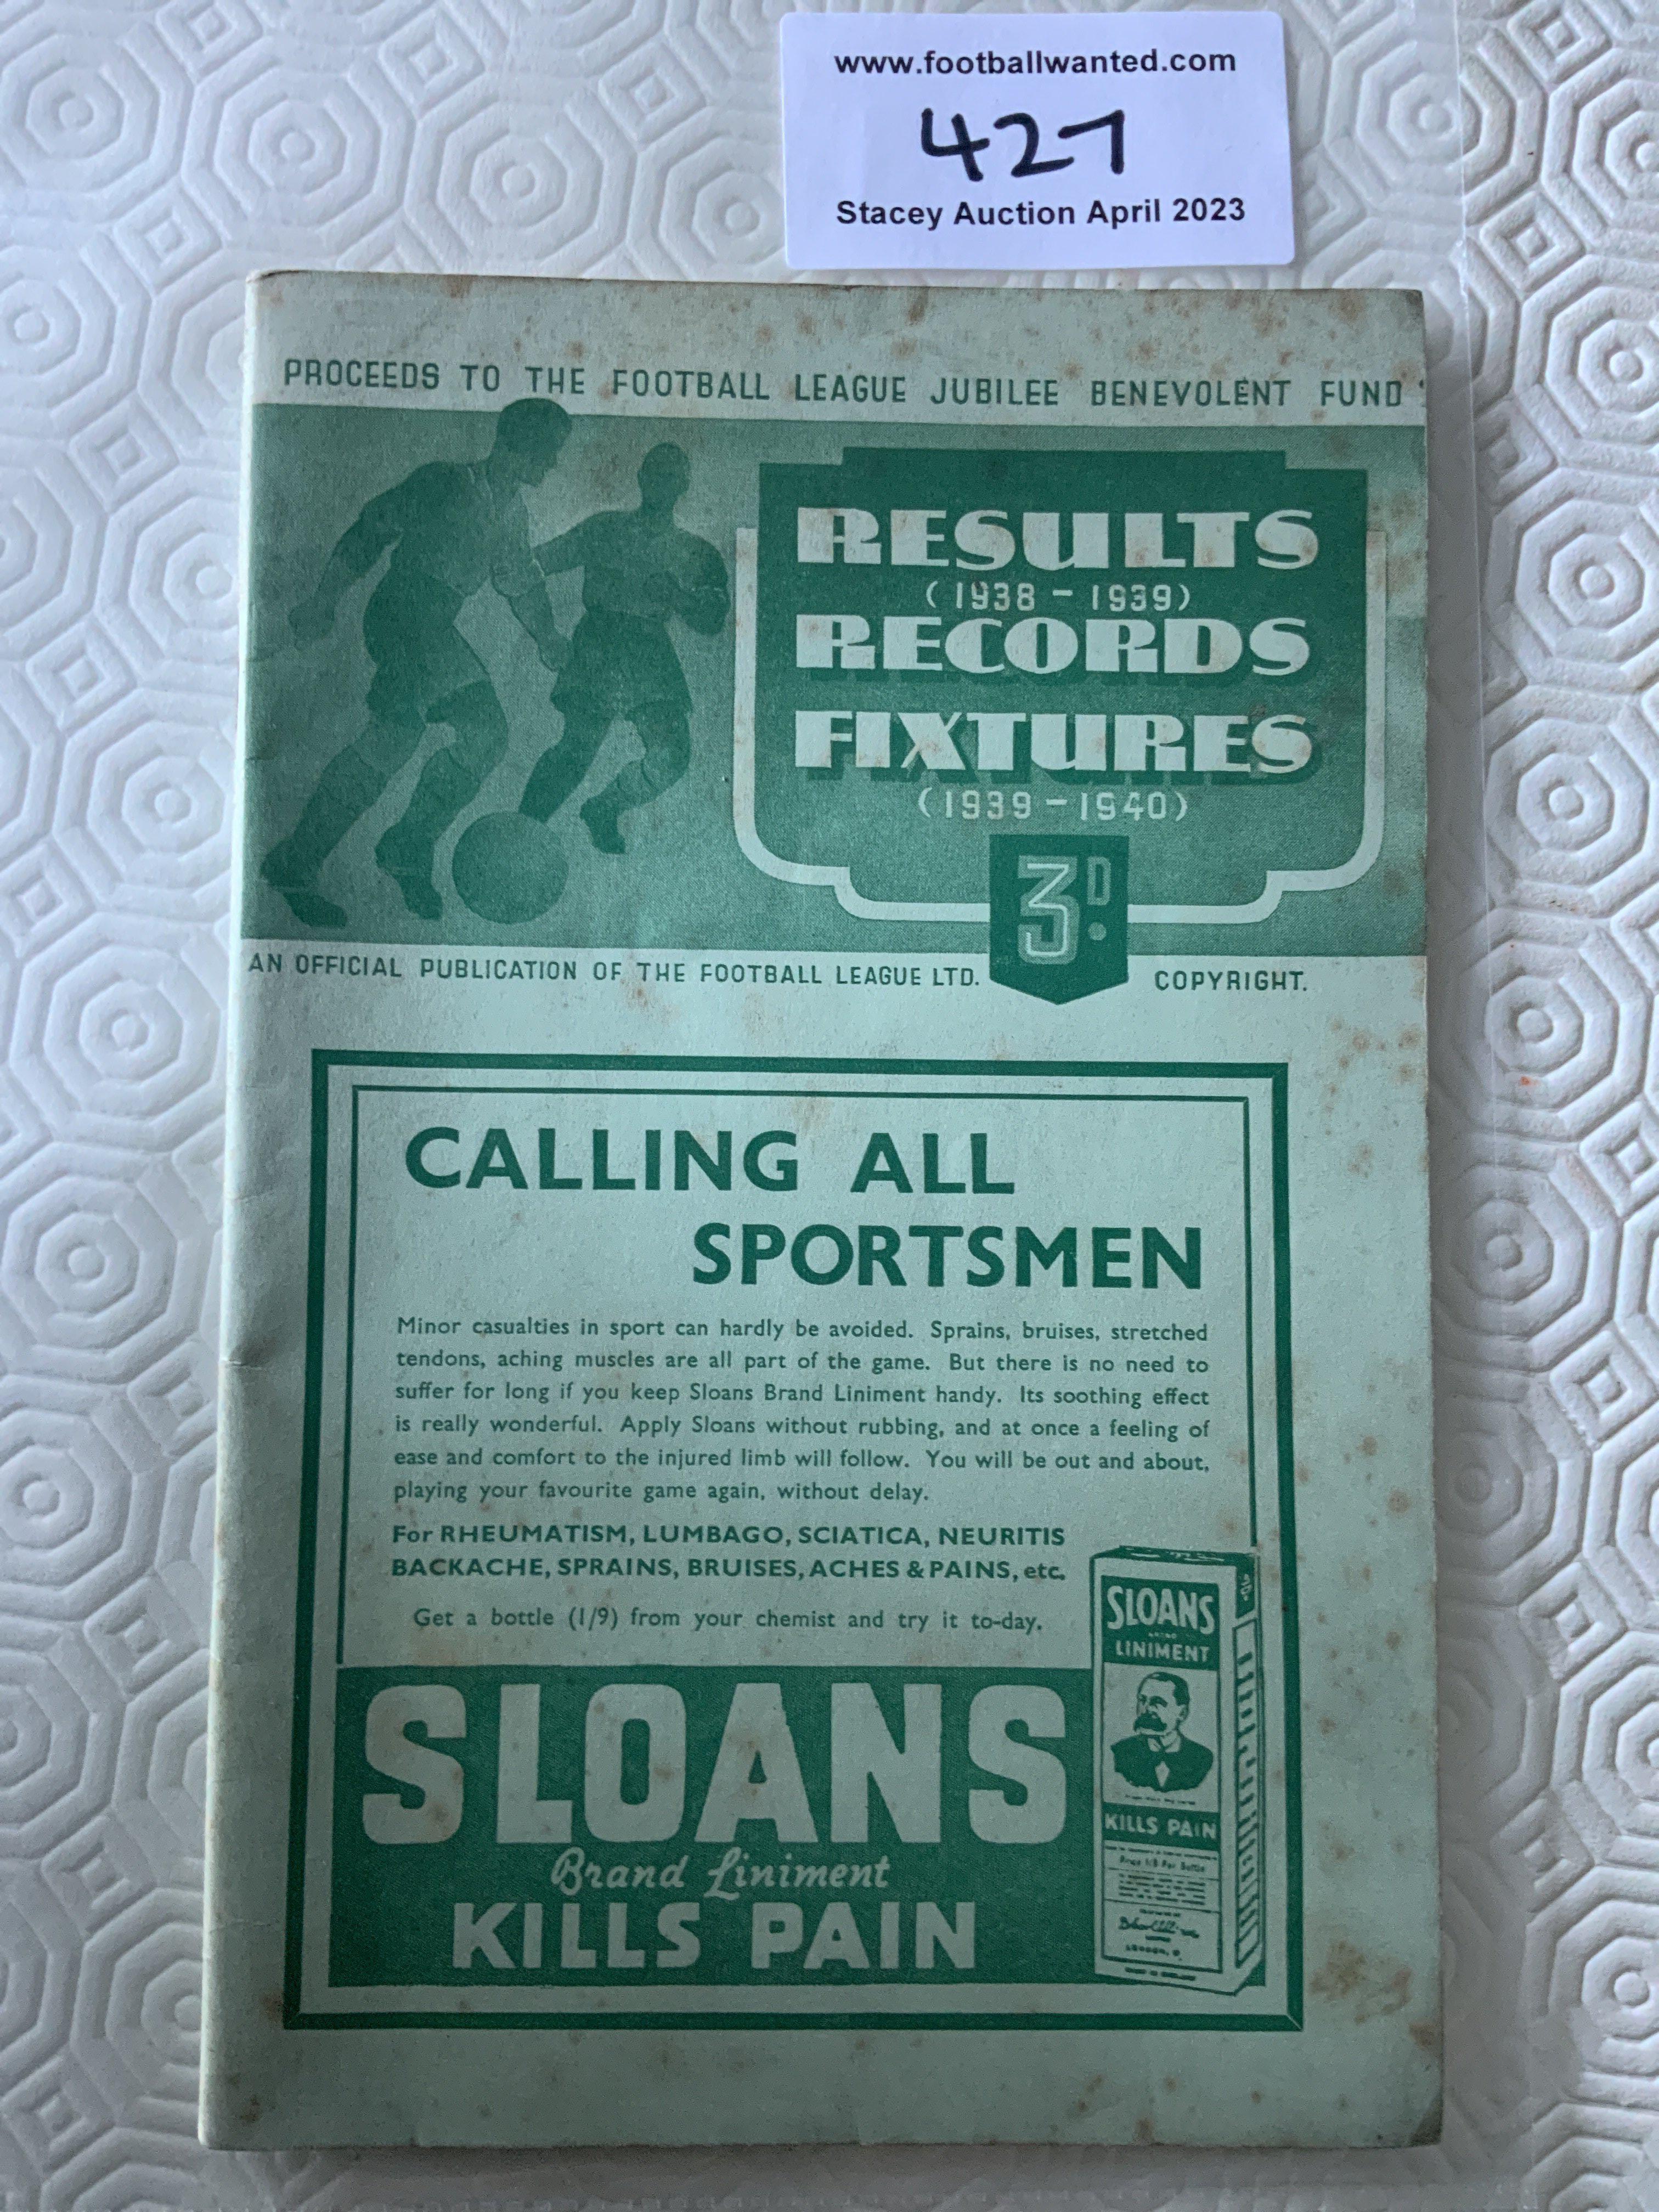 www.footballwanted.com
427
Stacey Auction April 2023
PROCEEDS TO THE FOOTBALL LEAGUE JUBILEE BENEVOLENT FUND
RESULTS
(1938-1939)
RECORDS
FIXTURES
(1939-1940)
3D.
AN OFFICIAL PUBLICATION OF THE FOOTBALL LEAGUE LTD.
COPYRIGHT.
CALLING ALL
SPORTSMEN
Minor casualties in sport can hardly be avoided. Sprains, bruises, stretched
tendons, aching muscles are all part of the game. But there is no need to
suffer for long if you keep Sloans Brand Liniment handy. Its soothing effect
is really wonderful. Apply Sloans without rubbing, and at once a feeling of
ease and comfort to the injured limb will follow. You will be out and about,
playing your favourite game again, without delay.
For RHEUMATISM, LUMBAGO, SCIATICA, NEURITIS
BACKACHE, SPRAINS, BRUISES, ACHES & PAINS, etc.
Get a bottle (1/9) from your chemist and try it to-day.
SLOANS
Brand Liniment
KILLS PAIN
SLOANS
LINIMENT
KILLS PAIN